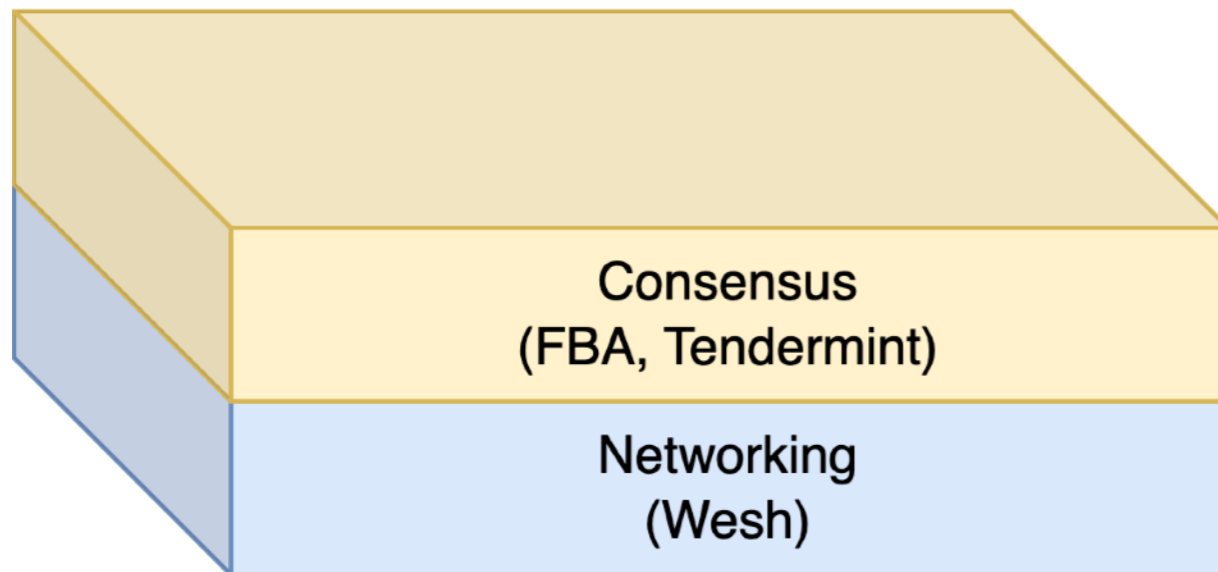 Consensus
(FBA, Tendermint)
Networking
(Wesh)